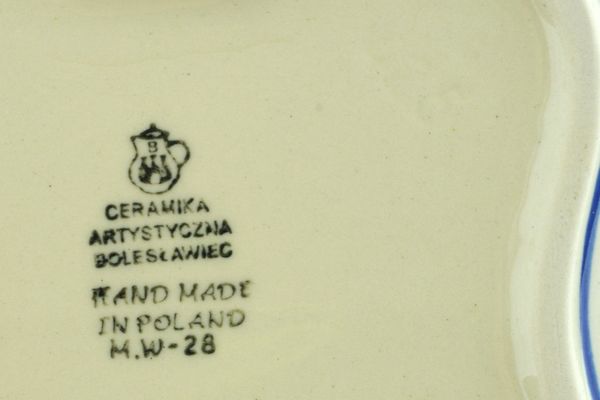 B
CERAMIKA
ARTYSTYCZNA
BOLESŁAWIEC
HAND MADE
IN POLAND
M.W-28